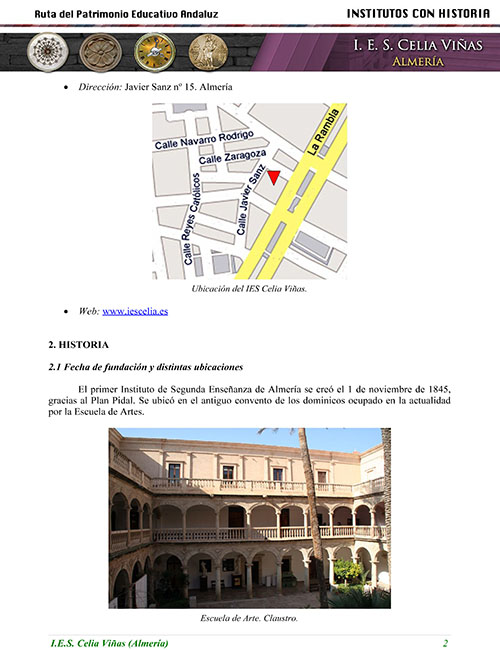 Ruta del Patrimonio Educativo Andaluz
INSTITUTOS CON HISTORIA
I. E. S. Celia Viñas
Almería
• Dirección: Javier Sanz nº 15. Almería
Calle Navarro Rodrigo
Calle Zaragoza
La Rambla
Calle Reyes Católicos
Calle Javier Sanz
Ubicación del IES Celia Viñas.
• Web: www.iescelia.es
2. HISTORIA
2.1 Fecha de fundación y distintas ubicaciones
El primer Instituto de Segunda Enseñanza de Almería se creó el 1 de noviembre de 1845,
gracias al Plan Pidal. Se ubicó en el antiguo convento de los dominicos ocupado en la actualidad
por la Escuela de Artes.
Escuela de Arte. Claustro.
I.E.S. Celia Viñas (Almería)
2